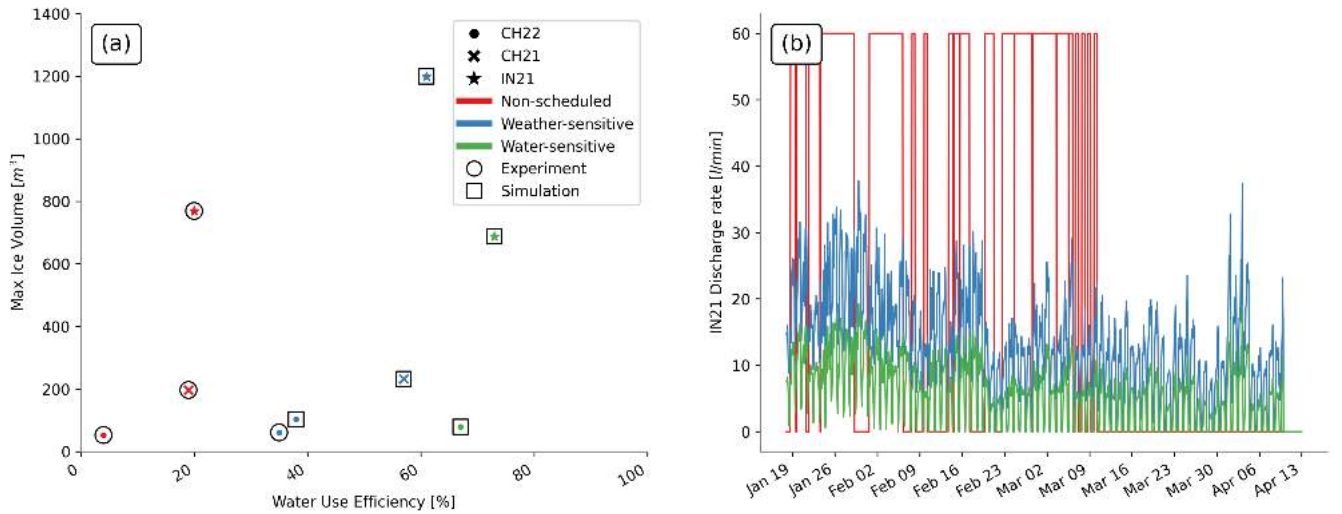 (a)
Max Ice Volume [m³]
1400
1200
1000
800
600
400
200
0
0
20
40
60
80
100
Water Use Efficiency [%]
CH22
CH21
IN21
Non-scheduled
Weather-sensitive
Water-sensitive
Experiment
Simulation
(b)
IN21 Discharge rate [l/min]
60
50
40
30
20
10
0
Jan 19
Jan 26
Feb 02
Feb 09
Feb 16
Feb 23
Mar 02
Mar 09
Mar 16
Mar 23
Mar 30
Apr 06
Apr 13